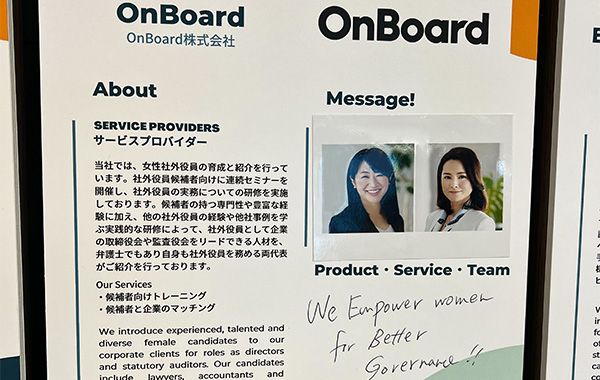 OnBoard
OnBoard株式会社
About
SERVICE PROVIDERS
サービスプロバイダー
当社では、女性社外役員の育成と紹介を行って
います。社外役員候補者向けに連続セミナーを
開催し、社外役員の実務についての研修を実施
しております。候補者の持つ専門性や豊富な経
験に加え、他の社外役員の経験や他社事例を学
ぶ実践的な研修によって、社外役員として企業
の取締役会や監査役会をリードできる人材を、
弁護士でもあり自身も社外役員を務める両代表
がご紹介を行っております。
Our Services
・候補者向けトレーニング
・候補者と企業のマッチング
We introduce experienced, talented and
diverse female candidates to our
corporate clients for roles as directors
and statutory auditors. Our candidates
include lawyers, accountants and
OnBoard
Message!
Product・Service・Team
We Empower women
for Better
Governance!!